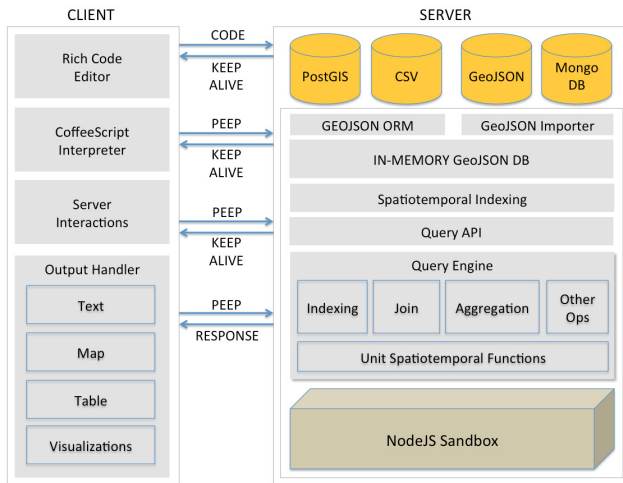 CLIENT
SERVER
Rich Code
Editor
CoffeeScript
Interpreter
Server
Interactions
Output Handler
Text
Map
Table
Visualizations
CODE
KEEP
ALIVE
PEEP
KEEP
ALIVE
PEEP
KEEP
ALIVE
PEEP
RESPONSE
PostGIS
CSV
GeoJSON
Mongo
DB
GEOJSON ORM
GeoJSON Importer
IN-MEMORY GeoJSON DB
Spatiotemporal Indexing
Query API
Query Engine
Indexing
Join
Aggregation
Other
Ops
Unit Spatiotemporal Functions
NodeJS Sandbox